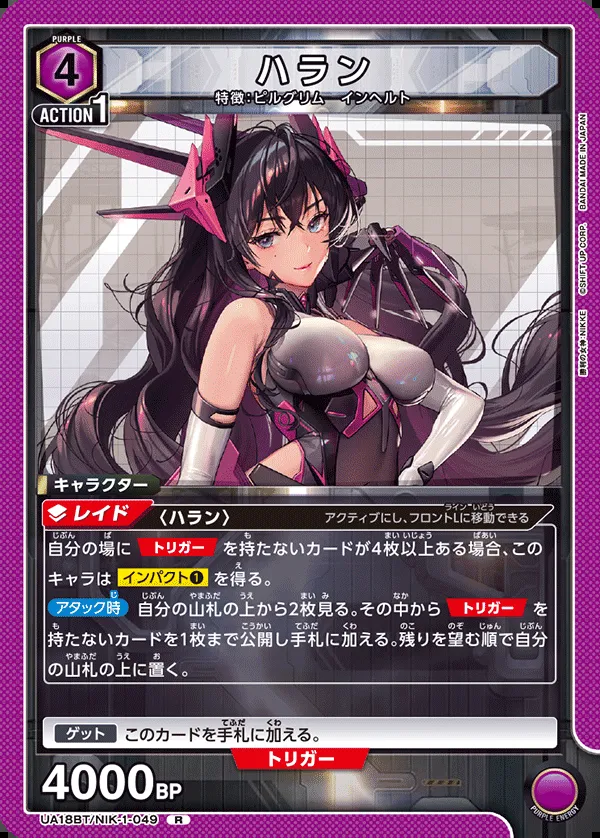 PURPLE
4
ACTION 1
ハラン
特徴:ピルグリム インヘルト
BANDAI MADE IN JAPAN
©SHIFT UP CORP.
勝利の女神:NIKKE
キャラクター
レイド 〈ハラン〉 アクティブにし、フロントLに移動できる
自分の場に トリガー を持たないカードが4枚以上ある場合、この
キャラは インパクト❶ を得る。
アタック時 自分の山札の上から2枚見る。その中から トリガー を
持たないカードを1枚まで公開し手札に加える。残りを望む順で自分
の山札の上に置く。
ゲット このカードを手札に加える。
トリガー
4000BP
PURPLE ENERGY
UA18BT/NIK-1-049 R